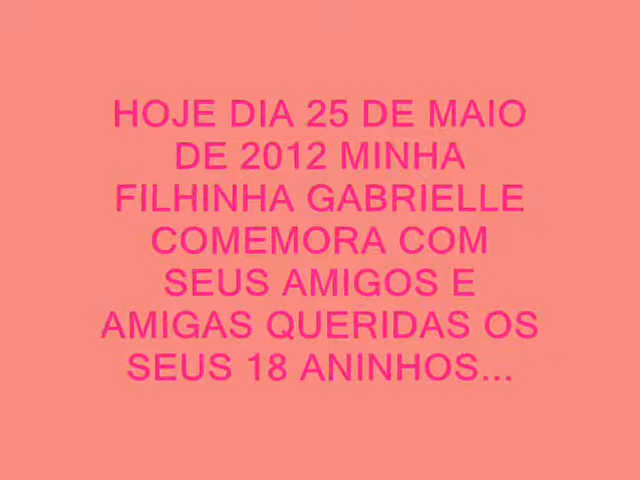 HOJE DIA 25 DE MAIO
DE 2012 MINHA
FILHINHA GABRIELLE
COMEMORA COM
SEUS AMIGOS E
AMIGAS QUERIDAS OS
SEUS 18 ANINHOS...